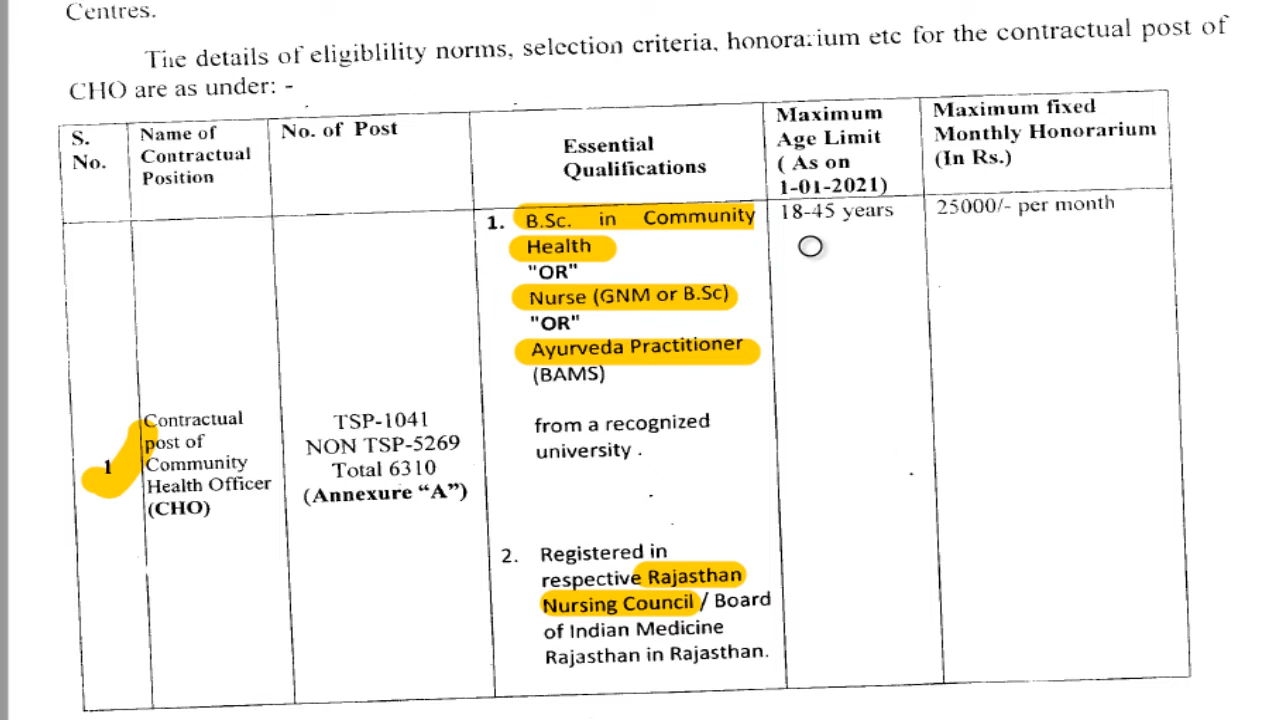 Centres.
The details of eligiblility norms, selection criteria, honorarium etc for the contractual post of
CHO are as under: -
S. No.
Name of Contractual Position
No. of Post
Essential Qualifications
Maximum Age Limit ( As on 1-01-2021)
Maximum fixed Monthly Honorarium (In Rs.)
1
Contractual
post of
Community
Health Officer
(CHO)
TSP-1041
NON TSP-5269
Total 6310
(Annexure “A”)
1. B.Sc. in Community
Health
"OR"
Nurse (GNM or B.Sc)
"OR"
Ayurveda Practitioner
(BAMS)
from a recognized
university .
2. Registered in
respective Rajasthan
Nursing Council / Board
of Indian Medicine
Rajasthan in Rajasthan.
18-45 years
25000/- per month